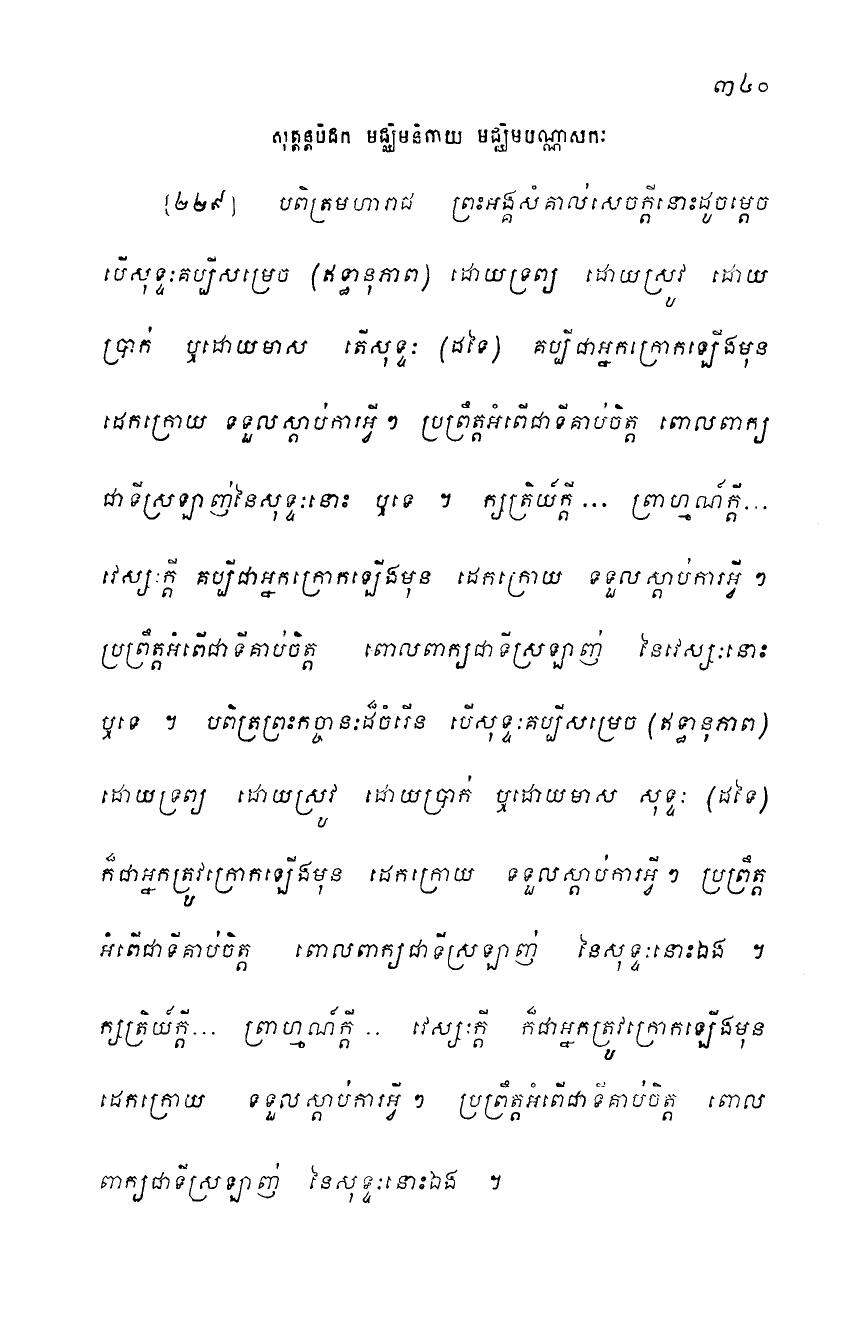 ៣៤០
សុត្តន្តបិដក មជ្ឈិមនិកាយ មជ្ឈិមបណ្ណាសកៈ
[២២៩] បពិត្រមហារាជ ព្រះអង្គសំគាល់សេចក្តីនោះដូចម្តេច
បើសុទ្ទៈគប្បីសម្រេច (ឥទ្ធានុភាព) ដោយទ្រព្យ ដោយស្រូវ ដោយ
ប្រាក់ ឬដោយមាស តើសុទ្ទៈ (ដទៃ) គប្បីជាអ្នកក្រោកឡើងមុន
ដេកក្រោយ ទទួលស្តាប់ការអ្វីៗ ប្រព្រឹត្តអំពើជាទីគាប់ចិត្ត ពោលពាក្យ
ជាទីស្រឡាញ់នៃសុទ្ទៈនោះ ឬទេ ។ ក្សត្រិយ៍ក្តី... ព្រាហ្មណ៍ក្តី...
វេស្សៈក្តី គប្បីជាអ្នកក្រោកឡើងមុន ដេកក្រោយ ទទួលស្តាប់ការអ្វីៗ
ប្រព្រឹត្តអំពើជាទីគាប់ចិត្ត ពោលពាក្យជាទីស្រឡាញ់ នៃវេស្សៈនោះ
ឬទេ ។ បពិត្រព្រះកច្ចានៈដ៏ចំរើន បើសុទ្ទៈគប្បីសម្រេច (ឥទ្ធានុភាព)
ដោយទ្រព្យ ដោយស្រូវ ដោយប្រាក់ ឬដោយមាស សុទ្ទៈ (ដទៃ)
ក៏ជាអ្នកត្រូវក្រោកឡើងមុន ដេកក្រោយ ទទួលស្តាប់ការអ្វីៗ ប្រព្រឹត្ត
អំពើជាទីគាប់ចិត្ត ពោលពាក្យជាទីស្រឡាញ់ នៃសុទ្ទៈនោះឯង ។
ក្សត្រិយ៍ក្តី... ព្រាហ្មណ៍ក្តី .. វេស្សៈក្តី ក៏ជាអ្នកត្រូវក្រោកឡើងមុន
ដេកក្រោយ ទទួលស្តាប់ការអ្វីៗ ប្រព្រឹត្តអំពើជាទីគាប់ចិត្ត ពោល
ពាក្យជាទីស្រឡាញ់ នៃសុទ្ទៈនោះឯង ។